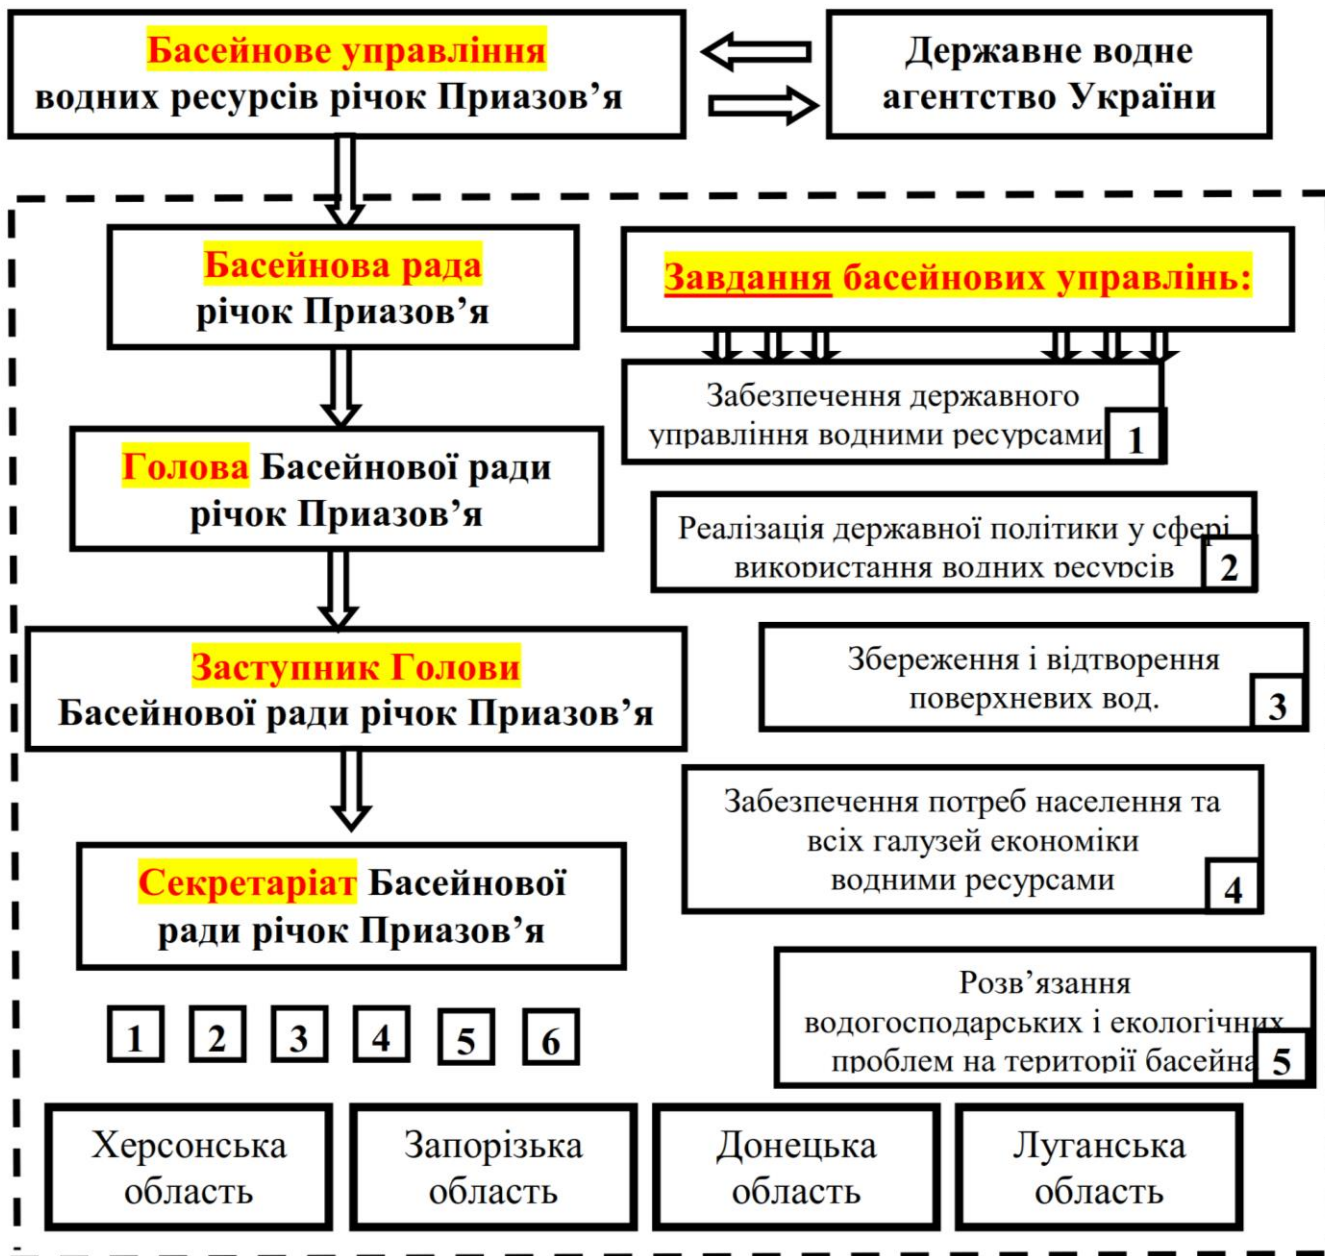 Басейнове управління
водних ресурсів річок Приазов’я
Державне водне
агентство України
Басейнова рада
річок Приазов’я
Голова Басейнової ради
річок Приазов’я
Заступник Голови
Басейнової ради річок Приазов’я
Секретаріат Басейнової
ради річок Приазов’я
1 2 3 4 5 6
Завдання басейнових управлінь:
Забезпечення державного
управління водними ресурсами
1
Реалізація державної політики у сфері
використання водних ресурсів
2
Збереження і відтворення
поверхневих вод.
3
Забезпечення потреб населення та
всіх галузей економіки
водними ресурсами
4
Розв’язання
водогосподарських і екологічних
проблем на території басейна
5
Херсонська
область
Запорізька
область
Донецька
область
Луганська
область